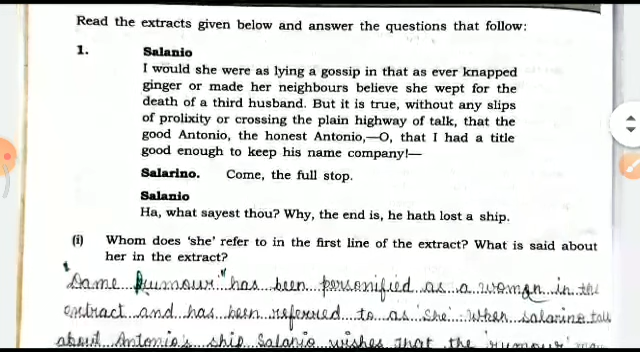 Read the extracts given below and answer the questions that follow:
1. Salanio
I would she were as lying a gossip in that as ever knapped
ginger or made her neighbours believe she wept for the
death of a third husband. But it is true, without any slips
of prolixity or crossing the plain highway of talk, that the
good Antonio, the honest Antonio,—O, that I had a title
good enough to keep his name company!—
Salarino. Come, the full stop.
Salanio
Ha, what sayest thou? Why, the end is, he hath lost a ship.
(i) Whom does 'she' refer to in the first line of the extract? What is said about
her in the extract?
"Dame Rumour" has been personified as a woman in the
extract and has been referred to as 'she'. When Salarino talk
about Antonio's ship Salanio wishes that the 'rumour' may